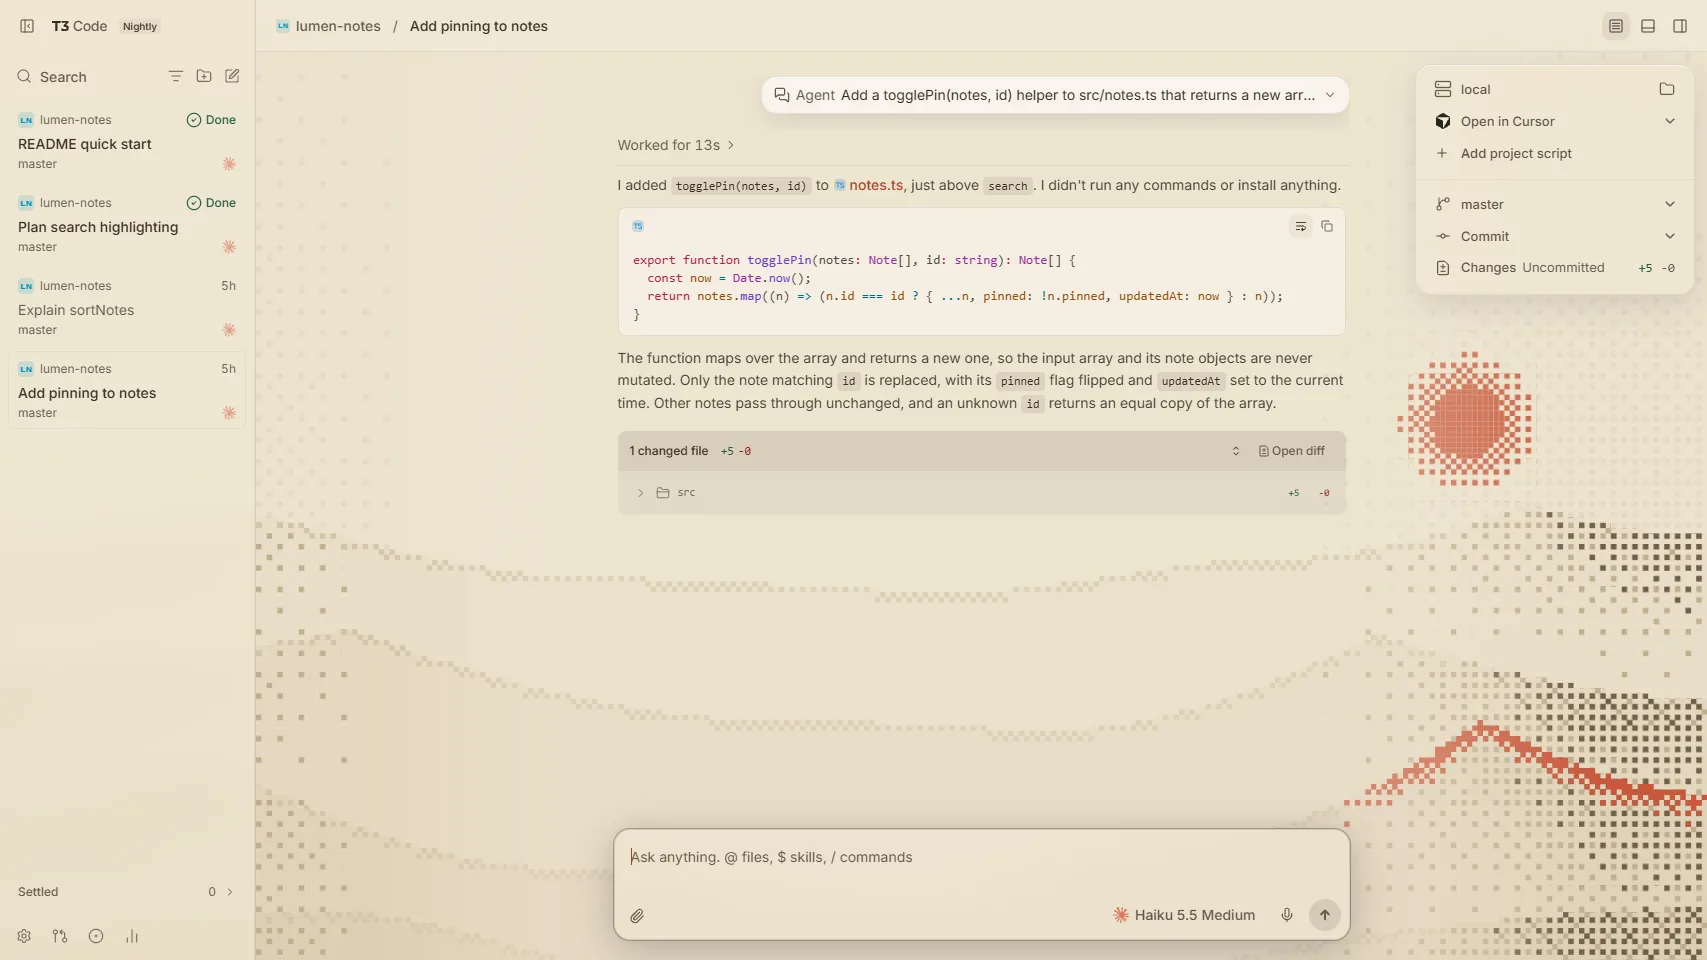 T3 Code Nightly
Search
LN lumen-notes Done
README quick start
master
LN lumen-notes Done
Plan search highlighting
master
LN lumen-notes 5h
Explain sortNotes
master
LN lumen-notes 5h
Add pinning to notes
master
Settled 0
LN lumen-notes / Add pinning to notes
Agent Add a togglePin(notes, id) helper to src/notes.ts that returns a new arr...
Worked for 13s
I added togglePin(notes, id) to TS notes.ts, just above search. I didn't run any commands or install anything.
TS
export function togglePin(notes: Note[], id: string): Note[] {
const now = Date.now();
return notes.map((n) => (n.id === id ? { ...n, pinned: !n.pinned, updatedAt: now } : n));
}
The function maps over the array and returns a new one, so the input array and its note objects are never
mutated. Only the note matching id is replaced, with its pinned flag flipped and updatedAt set to the current
time. Other notes pass through unchanged, and an unknown id returns an equal copy of the array.
1 changed file +5 -0 Open diff
src +5 -0
Ask anything. @ files, $ skills, / commands
Haiku 5.5 Medium
local
Open in Cursor
Add project script
master
Commit
Changes Uncommitted +5 -0